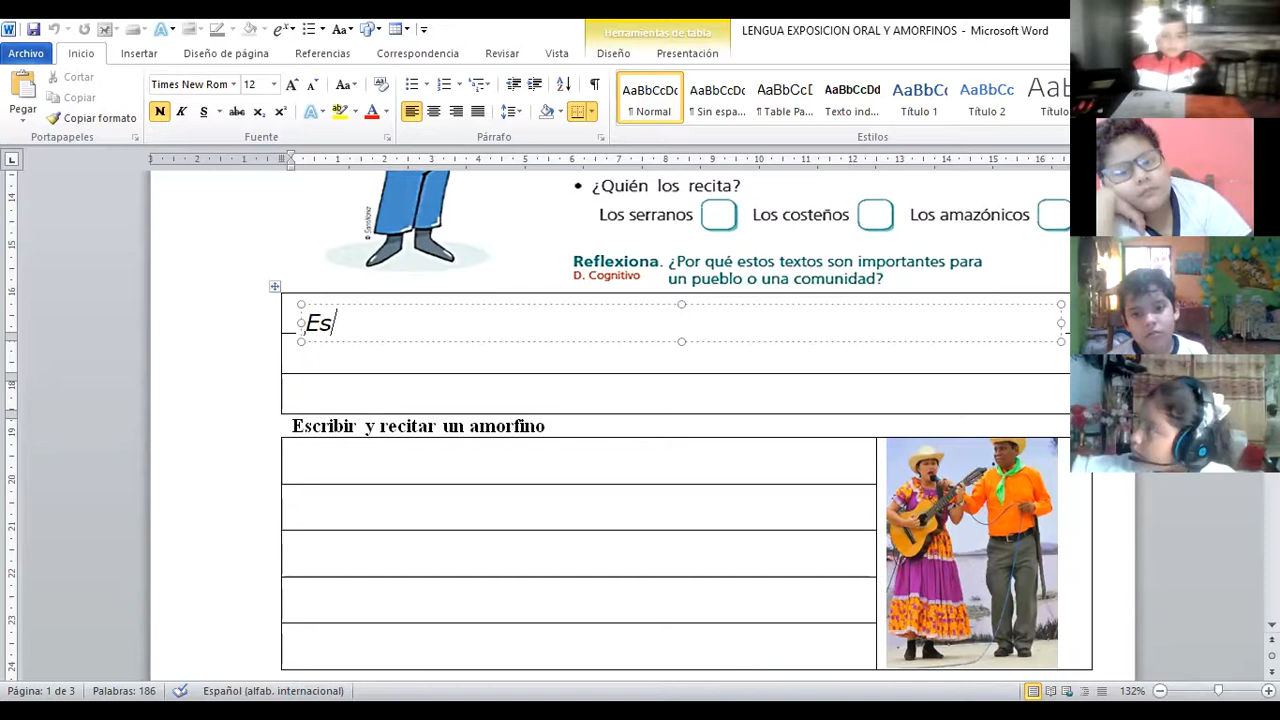 LENGUA EXPOSICION ORAL Y AMORFINOS - Microsoft Word
Herramientas de tabla
Archivo Inicio Insertar Diseño de página Referencias Correspondencia Revisar Vista Diseño Presentación
Cortar
Copiar
Copiar formato
Pegar
Times New Rom 12
AaBbCcDc AaBbCcDc AaBbCcD AaBbCcDd AaBbCc AaBbCc AaB
¶ Normal ¶ Sin espa... ¶ Table Pa... Texto ind... Título 1 Título 2 Título
Portapapeles Fuente Párrafo Estilos
• ¿Quién los recita?
Los serranos Los costeños Los amazónicos
© Santillana
Reflexiona. ¿Por qué estos textos son importantes para
D. Cognitivo un pueblo o una comunidad?
Es
Escribir y recitar un amorfino
Página: 1 de 3 Palabras: 186 Español (alfab. internacional) 132%